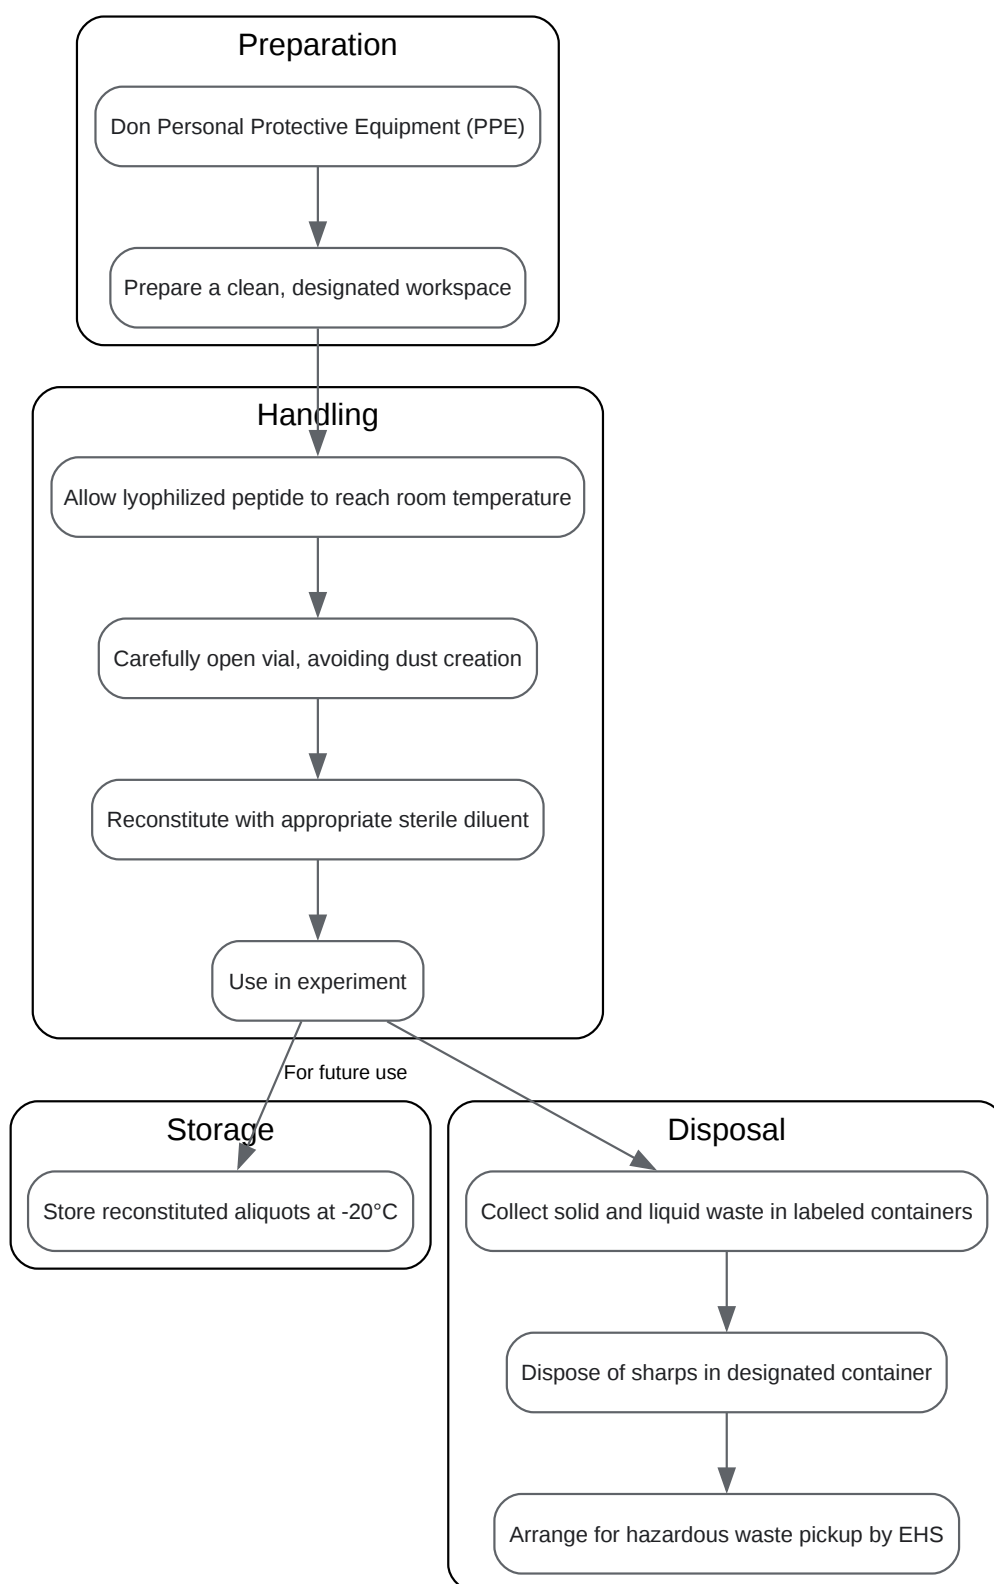 Preparation
Don Personal Protective Equipment (PPE)
Prepare a clean, designated workspace
Handling
Allow lyophilized peptide to reach room temperature
Carefully open vial, avoiding dust creation
Reconstitute with appropriate sterile diluent
Use in experiment
For future use
Storage
Store reconstituted aliquots at -20°C
Disposal
Collect solid and liquid waste in labeled containers
Dispose of sharps in designated container
Arrange for hazardous waste pickup by EHS